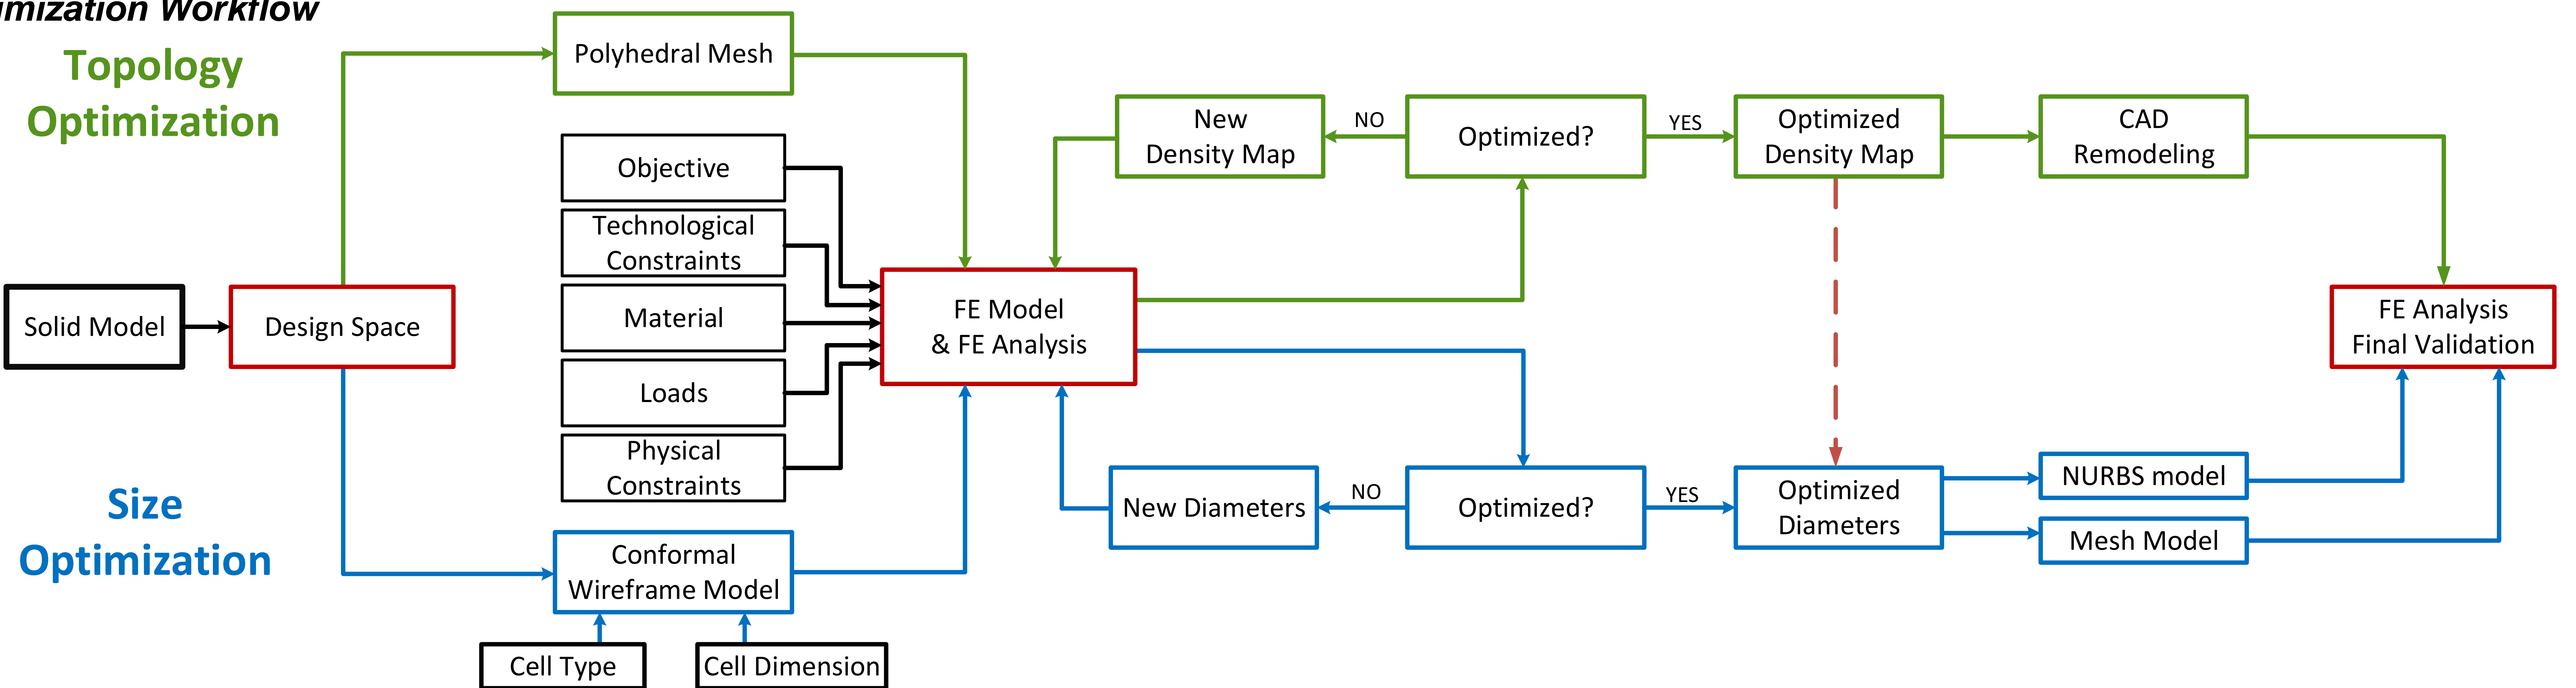 Workflow
Topology
Optimization
Polyhedral Mesh
Objective
Technological
Constraints
Material
Loads
Physical
Constraints
Solid Model
Design Space
FE Model
& FE Analysis
New
Density Map
NO
Optimized?
YES
Optimized
Density Map
CAD
Remodeling
FE Analysis
Final Validation
Size
Optimization
Conformal
Wireframe Model
Cell Type
Cell Dimension
New Diameters
NO
Optimized?
YES
Optimized
Diameters
NURBS model
Mesh Model